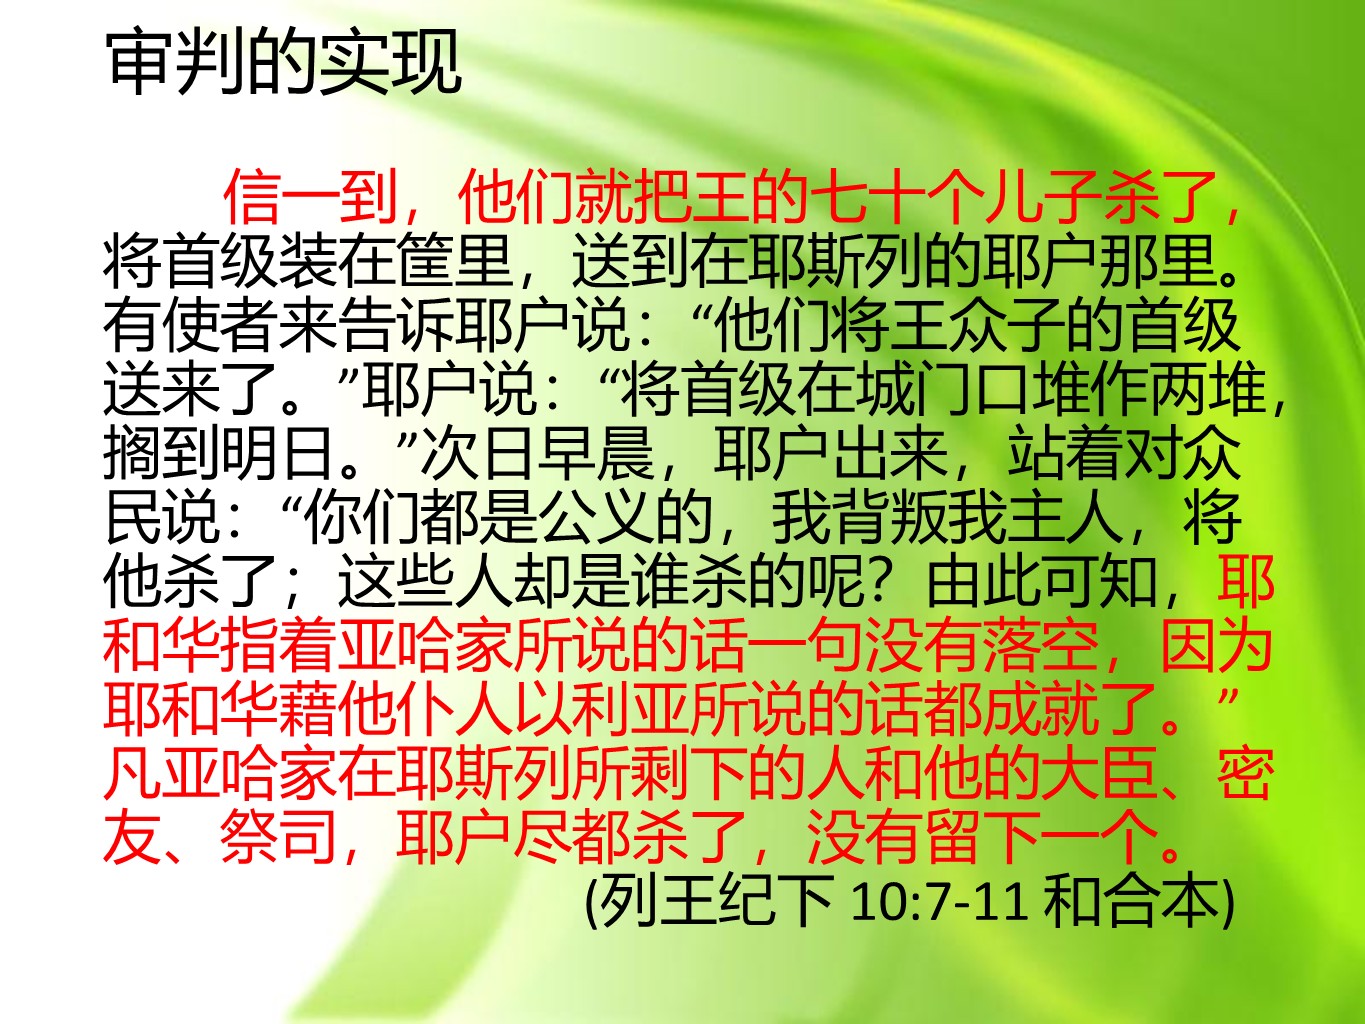 审判的实现
信一到，他们就把王的七十个儿子杀了，
将首级装在筐里，送到在耶斯列的耶户那里。
有使者来告诉耶户说：“他们将王众子的首级
送来了。”耶户说：“将首级在城门口堆作两堆，
搁到明日。”次日早晨，耶户出来，站着对众
民说：“你们都是公义的，我背叛我主人，将
他杀了；这些人却是谁杀的呢？由此可知，耶
和华指着亚哈家所说的话一句没有落空，因为
耶和华藉他仆人以利亚所说的话都成就了。”
凡亚哈家在耶斯列所剩下的人和他的大臣、密
友、祭司，耶户尽都杀了，没有留下一个。
(列王纪下 10:7-11 和合本)